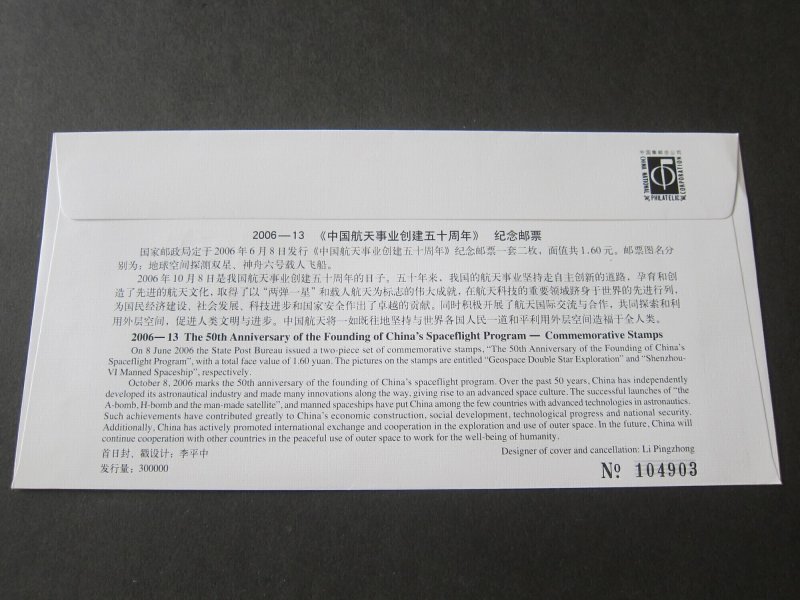 中国集邮总公司
CHINA NATIONAL PHILATELIC CORPORATION
2006—13 《中国航天事业创建五十周年》 纪念邮票
国家邮政局定于2006年6月8日发行《中国航天事业创建五十周年》纪念邮票一套二枚，面值共1.60元。邮票图名分
别为：地球空间探测双星、神舟六号载人飞船。
2006年10月8日是我国航天事业创建五十周年的日子。五十年来，我国的航天事业坚持走自主创新的道路，孕育和创
造了先进的航天文化，取得了以“两弹一星”和载人航天为标志的伟大成就，在航天科技的重要领域跻身于世界的先进行列，
为国民经济建设、社会发展、科技进步和国家安全作出了卓越的贡献。同时积极开展了航天国际交流与合作，共同探索和利
用外层空间，促进人类文明与进步。中国航天将一如既往地坚持与世界各国人民一道和平利用外层空间造福于全人类。
2006—13 The 50th Anniversary of the Founding of China's Spaceflight Program — Commemorative Stamps
On 8 June 2006 the State Post Bureau issued a two-piece set of commemorative stamps, “The 50th Anniversary of the Founding of China's
Spaceflight Program”, with a total face value of 1.60 yuan. The pictures on the stamps are entitled “Geospace Double Star Exploration” and “Shenzhou-
VI Manned Spaceship”, respectively.
October 8, 2006 marks the 50th anniversary of the founding of China's spaceflight program. Over the past 50 years, China has independently
developed its astronautical industry and made many innovations along the way, giving rise to an advanced space culture. The successful launches of “the
A-bomb, H-bomb and the man-made satellite”, and manned spaceships have put China among the few countries with advanced technologies in astronautics.
Such achievements have contributed greatly to China's economic construction, social development, technological progress and national security.
Additionally, China has actively promoted international exchange and cooperation in the exploration and use of outer space. In the future, China will
continue cooperation with other countries in the peaceful use of outer space to work for the well-being of humanity.
首日封、戳设计：李平中
Designer of cover and cancellation: Li Pingzhong
发行量：300000
Nº 104903